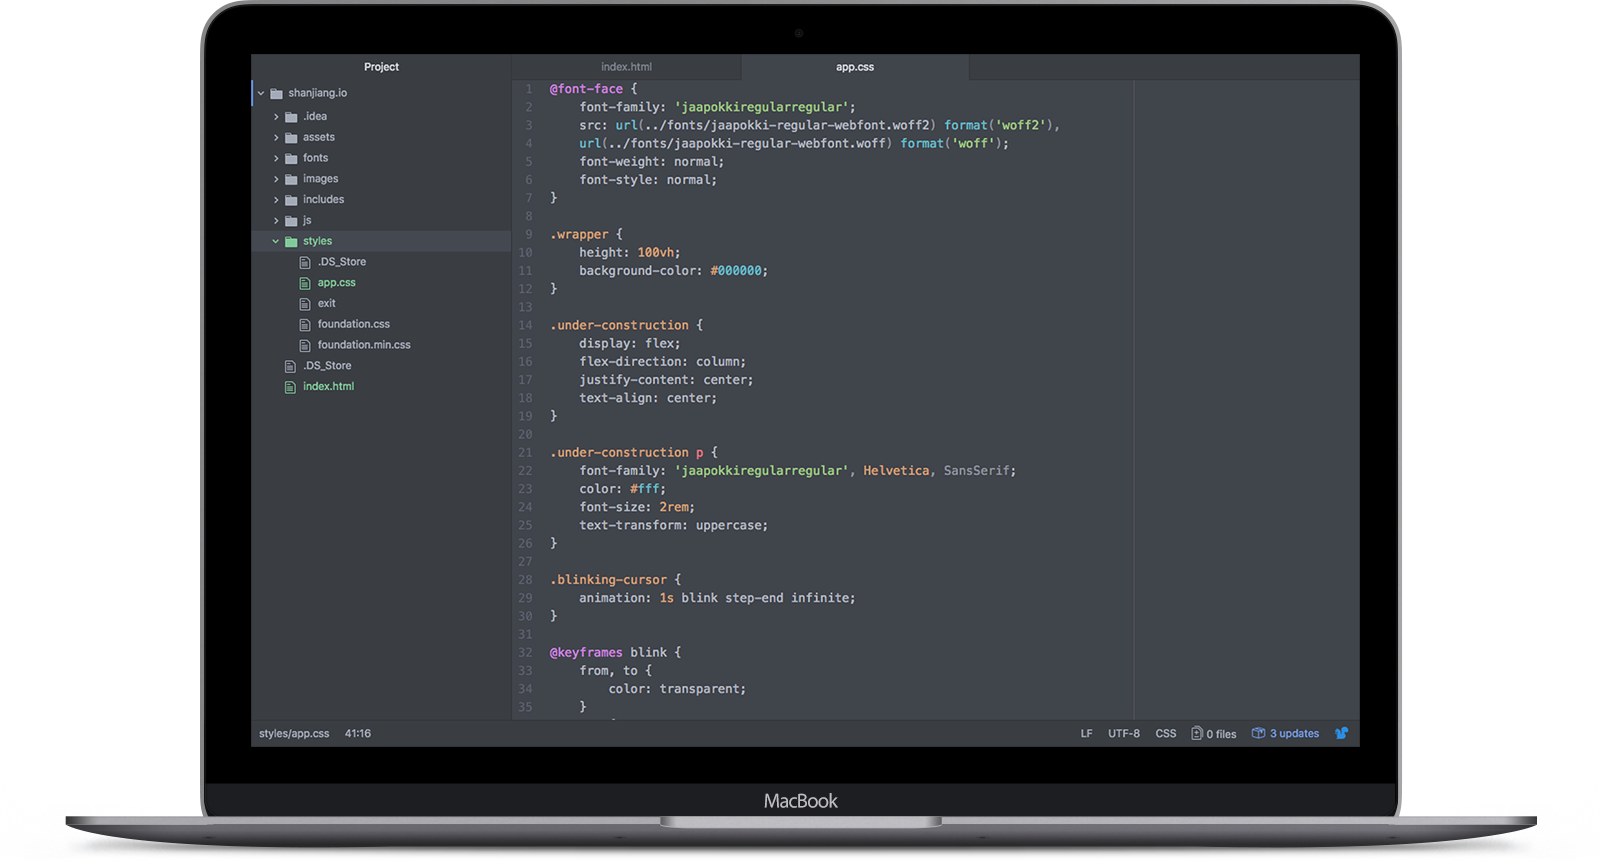 Project
index.html
app.css
shanjiang.io
.idea
assets
fonts
images
includes
js
styles
.DS_Store
app.css
exit
foundation.css
foundation.min.css
.DS_Store
index.html
1 @font-face {
2 font-family: 'jaapokkiregularregular';
3 src: url(../fonts/jaapokki-regular-webfont.woff2) format('woff2'),
4 url(../fonts/jaapokki-regular-webfont.woff) format('woff');
5 font-weight: normal;
6 font-style: normal;
7 }
8
9 .wrapper {
10 height: 100vh;
11 background-color: #000000;
12 }
13
14 .under-construction {
15 display: flex;
16 flex-direction: column;
17 justify-content: center;
18 text-align: center;
19 }
20
21 .under-construction p {
22 font-family: 'jaapokkiregularregular', Helvetica, SansSerif;
23 color: #fff;
24 font-size: 2rem;
25 text-transform: uppercase;
26 }
27
28 .blinking-cursor {
29 animation: 1s blink step-end infinite;
30 }
31
32 @keyframes blink {
33 from, to {
34 color: transparent;
35 }
styles/app.css 41:16
LF UTF-8 CSS 0 files 3 updates
MacBook